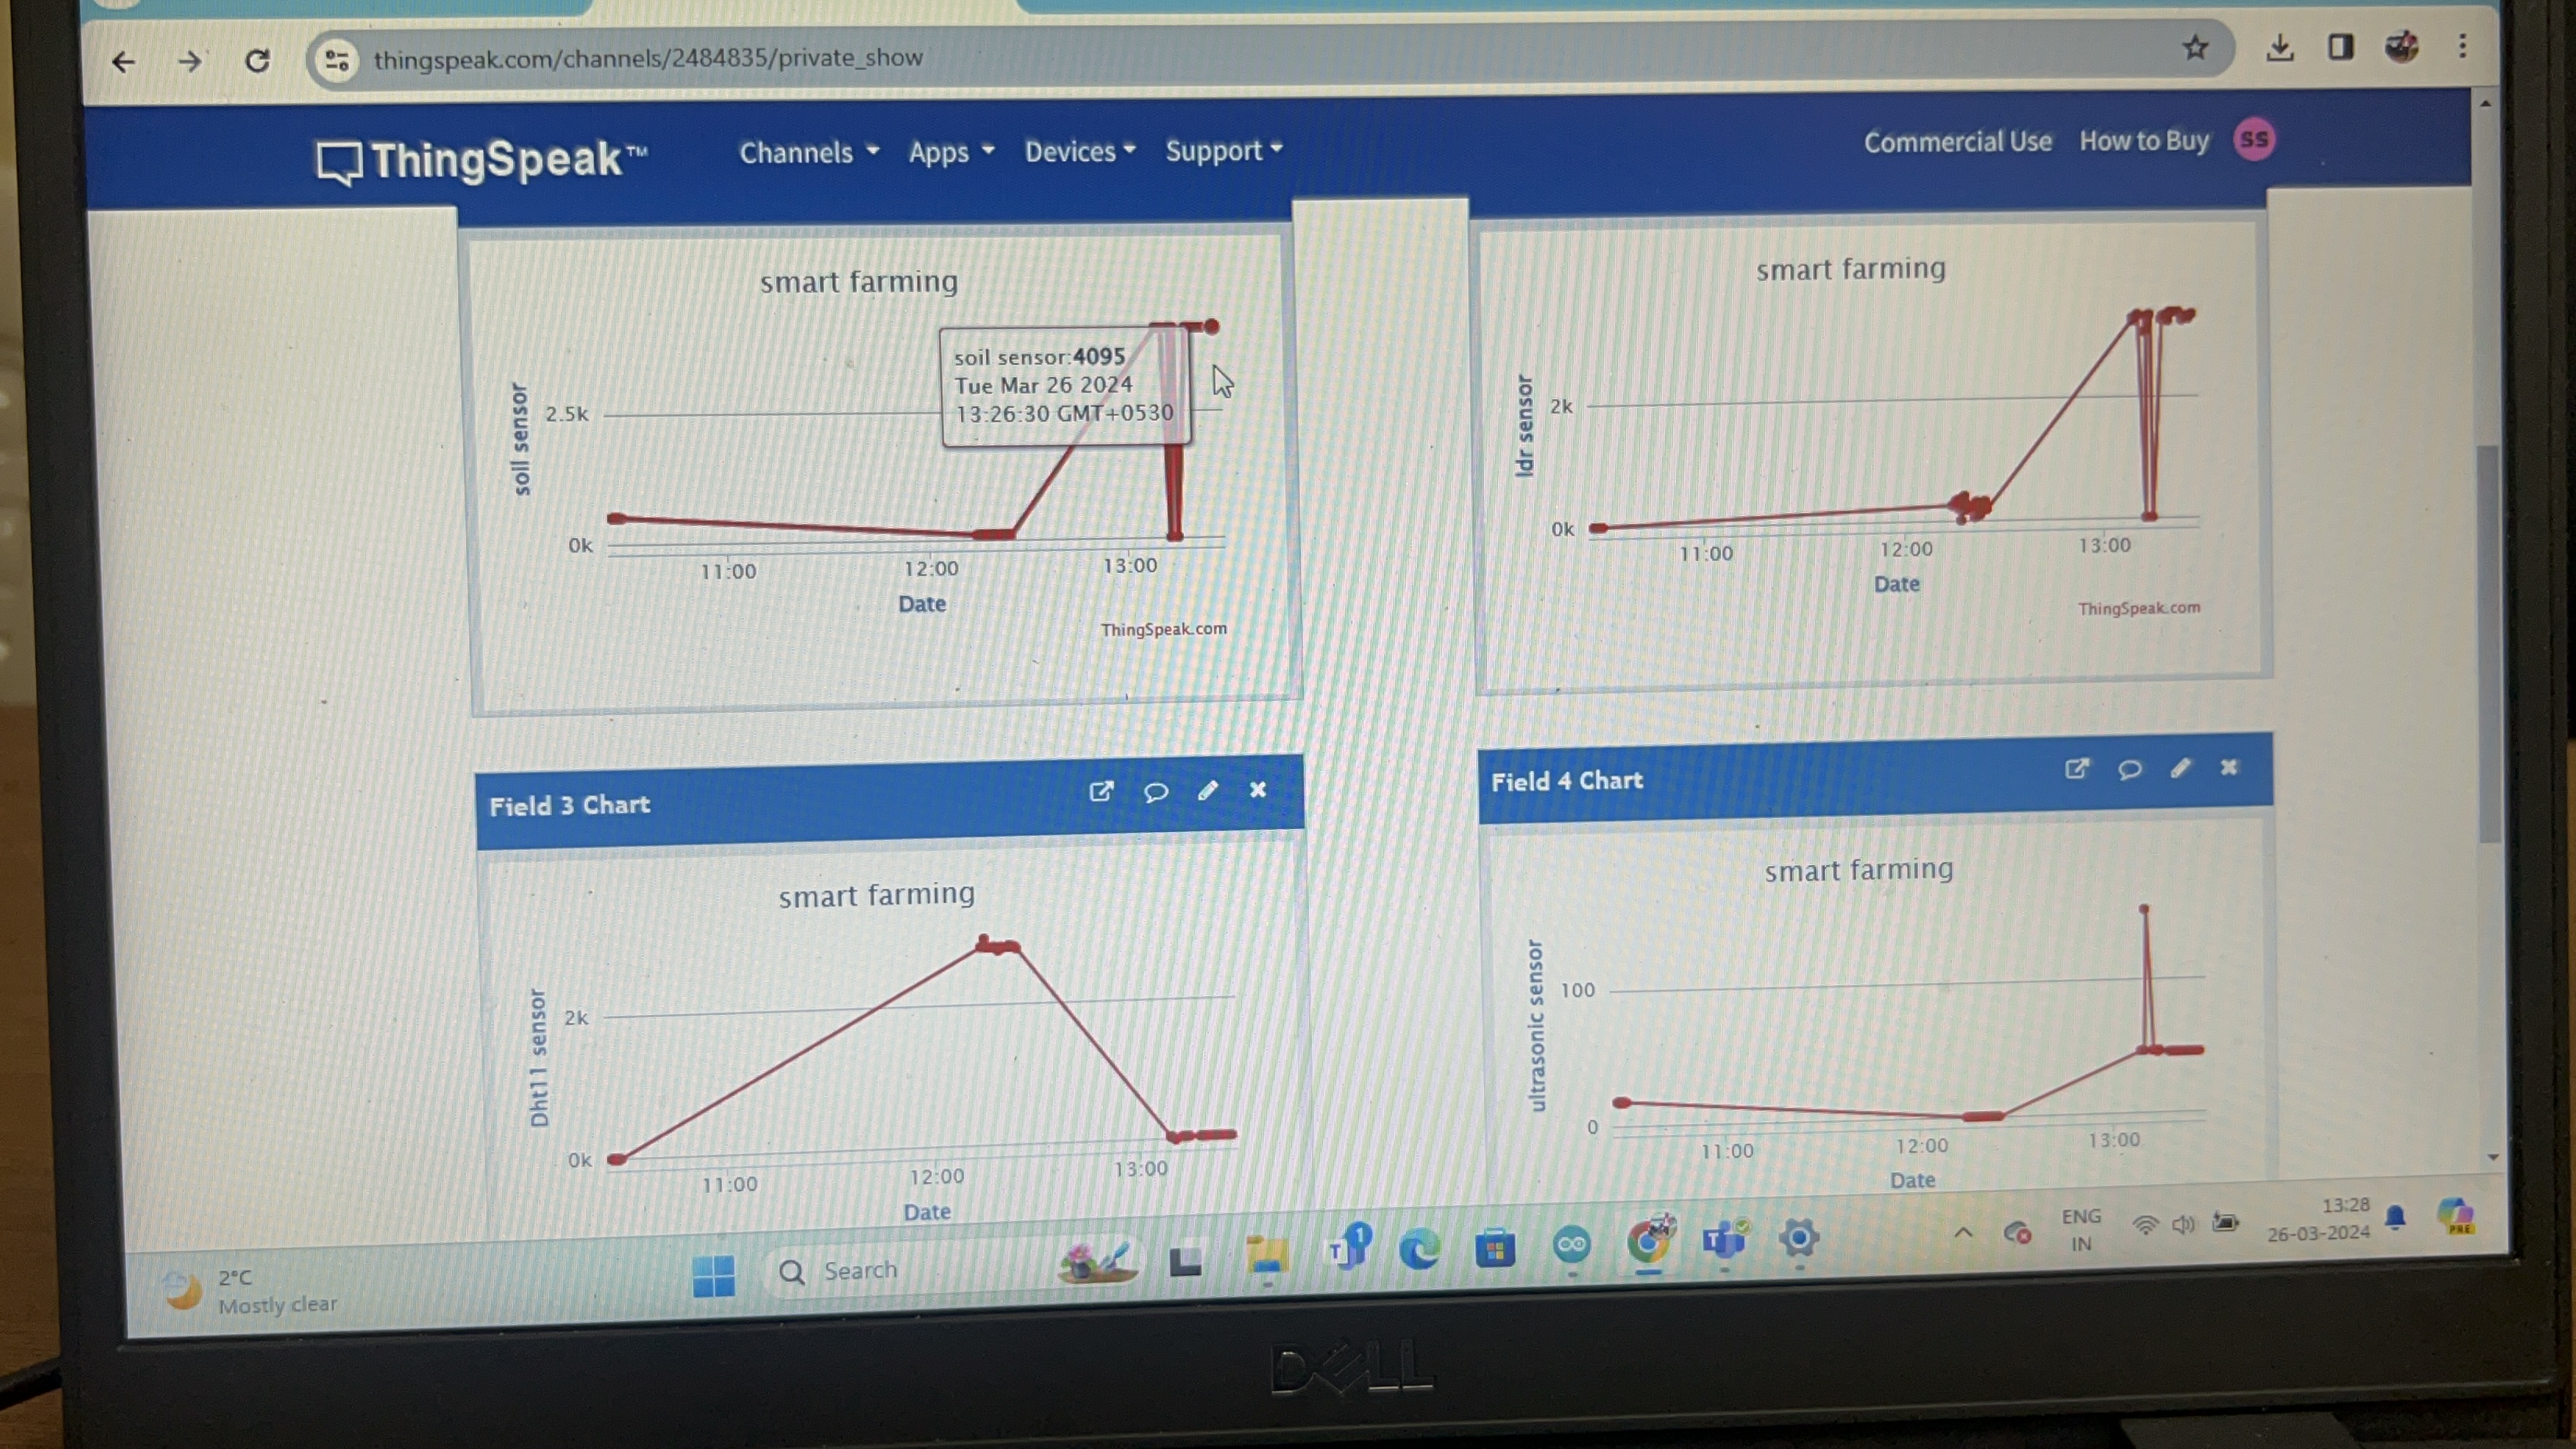 thingspeak.com/channels/2484835/private_show
ThingSpeak™
Channels
Apps
Devices
Support
Commercial Use
How to Buy
SS
smart farming
soil sensor:4095
Tue Mar 26 2024
13:26:30 GMT+0530
soil sensor
2.5k
0k
11:00
12:00
13:00
Date
ThingSpeak.com
smart farming
ldr sensor
2k
0k
11:00
12:00
13:00
Date
ThingSpeak.com
Field 3 Chart
smart farming
Dht11 sensor
2k
0k
11:00
12:00
13:00
Date
Field 4 Chart
smart farming
ultrasonic sensor
100
0
11:00
12:00
13:00
Date
2°C
Mostly clear
Search
T
1
T
ENG
IN
13:28
26-03-2024
PRE
DELL